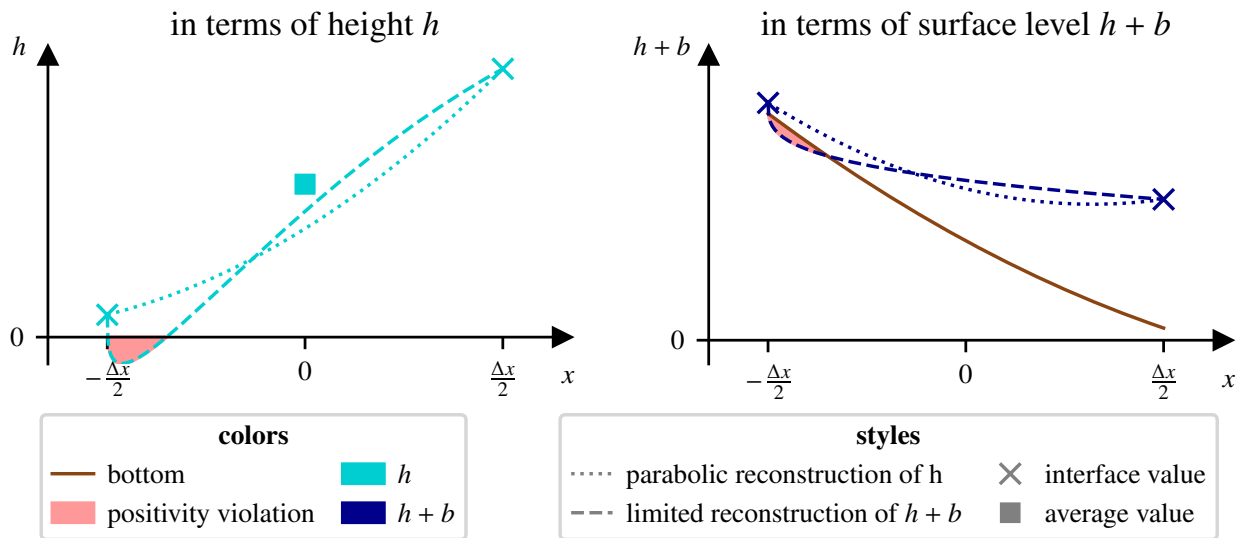 in terms of height h
h
0
−Δx/2
0
Δx/2
x
in terms of surface level h + b
h + b
0
−Δx/2
0
Δx/2
x
colors
bottom
h
positivity violation
h + b
styles
parabolic reconstruction of h
interface value
limited reconstruction of h + b
average value